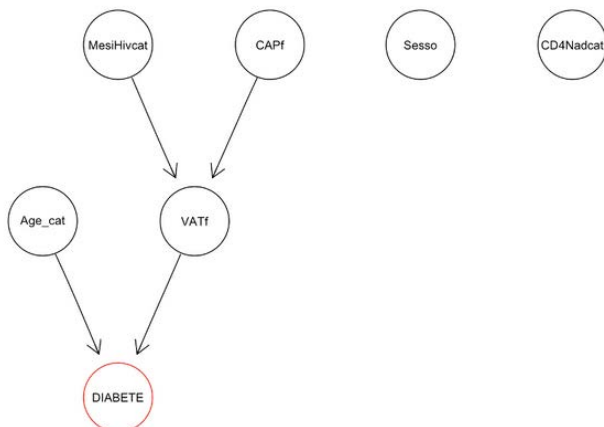 MesiHivcat
CAPf
Sesso
CD4Nadcat
Age_cat
VATf
DIABETE